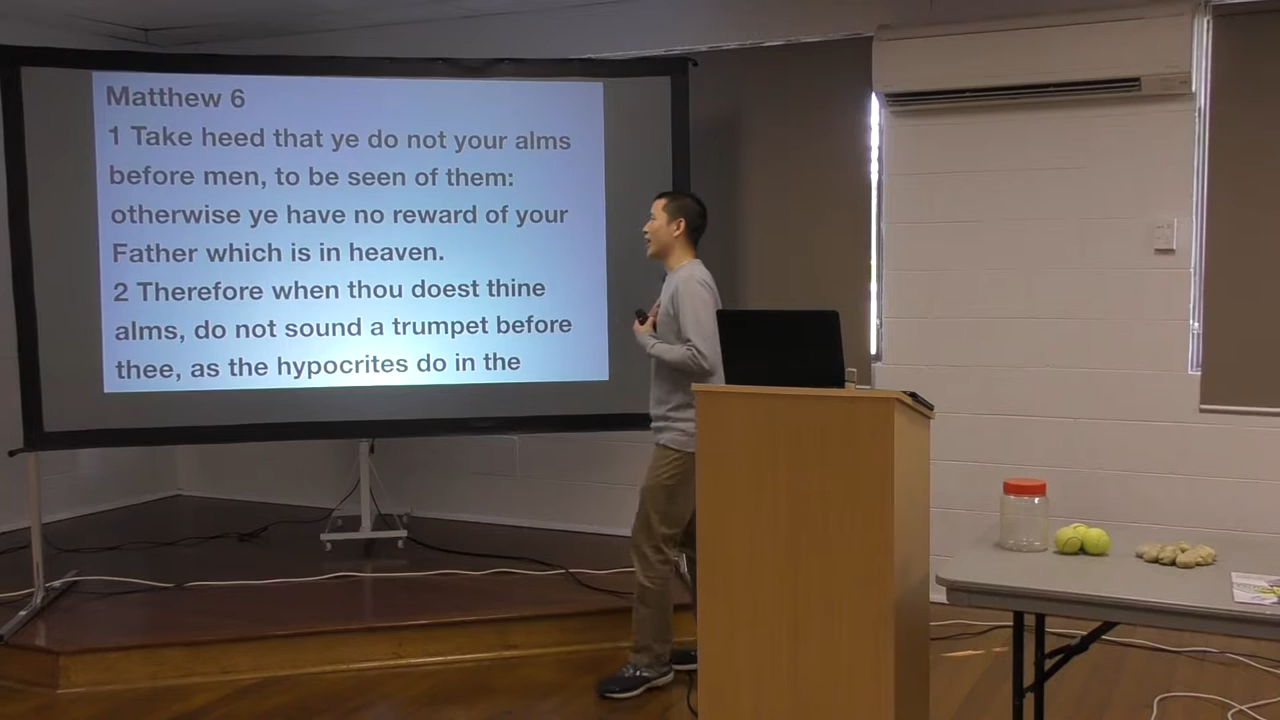 Matthew 6
1 Take heed that ye do not your alms
before men, to be seen of them:
otherwise ye have no reward of your
Father which is in heaven.
2 Therefore when thou doest thine
alms, do not sound a trumpet before
thee, as the hypocrites do in the